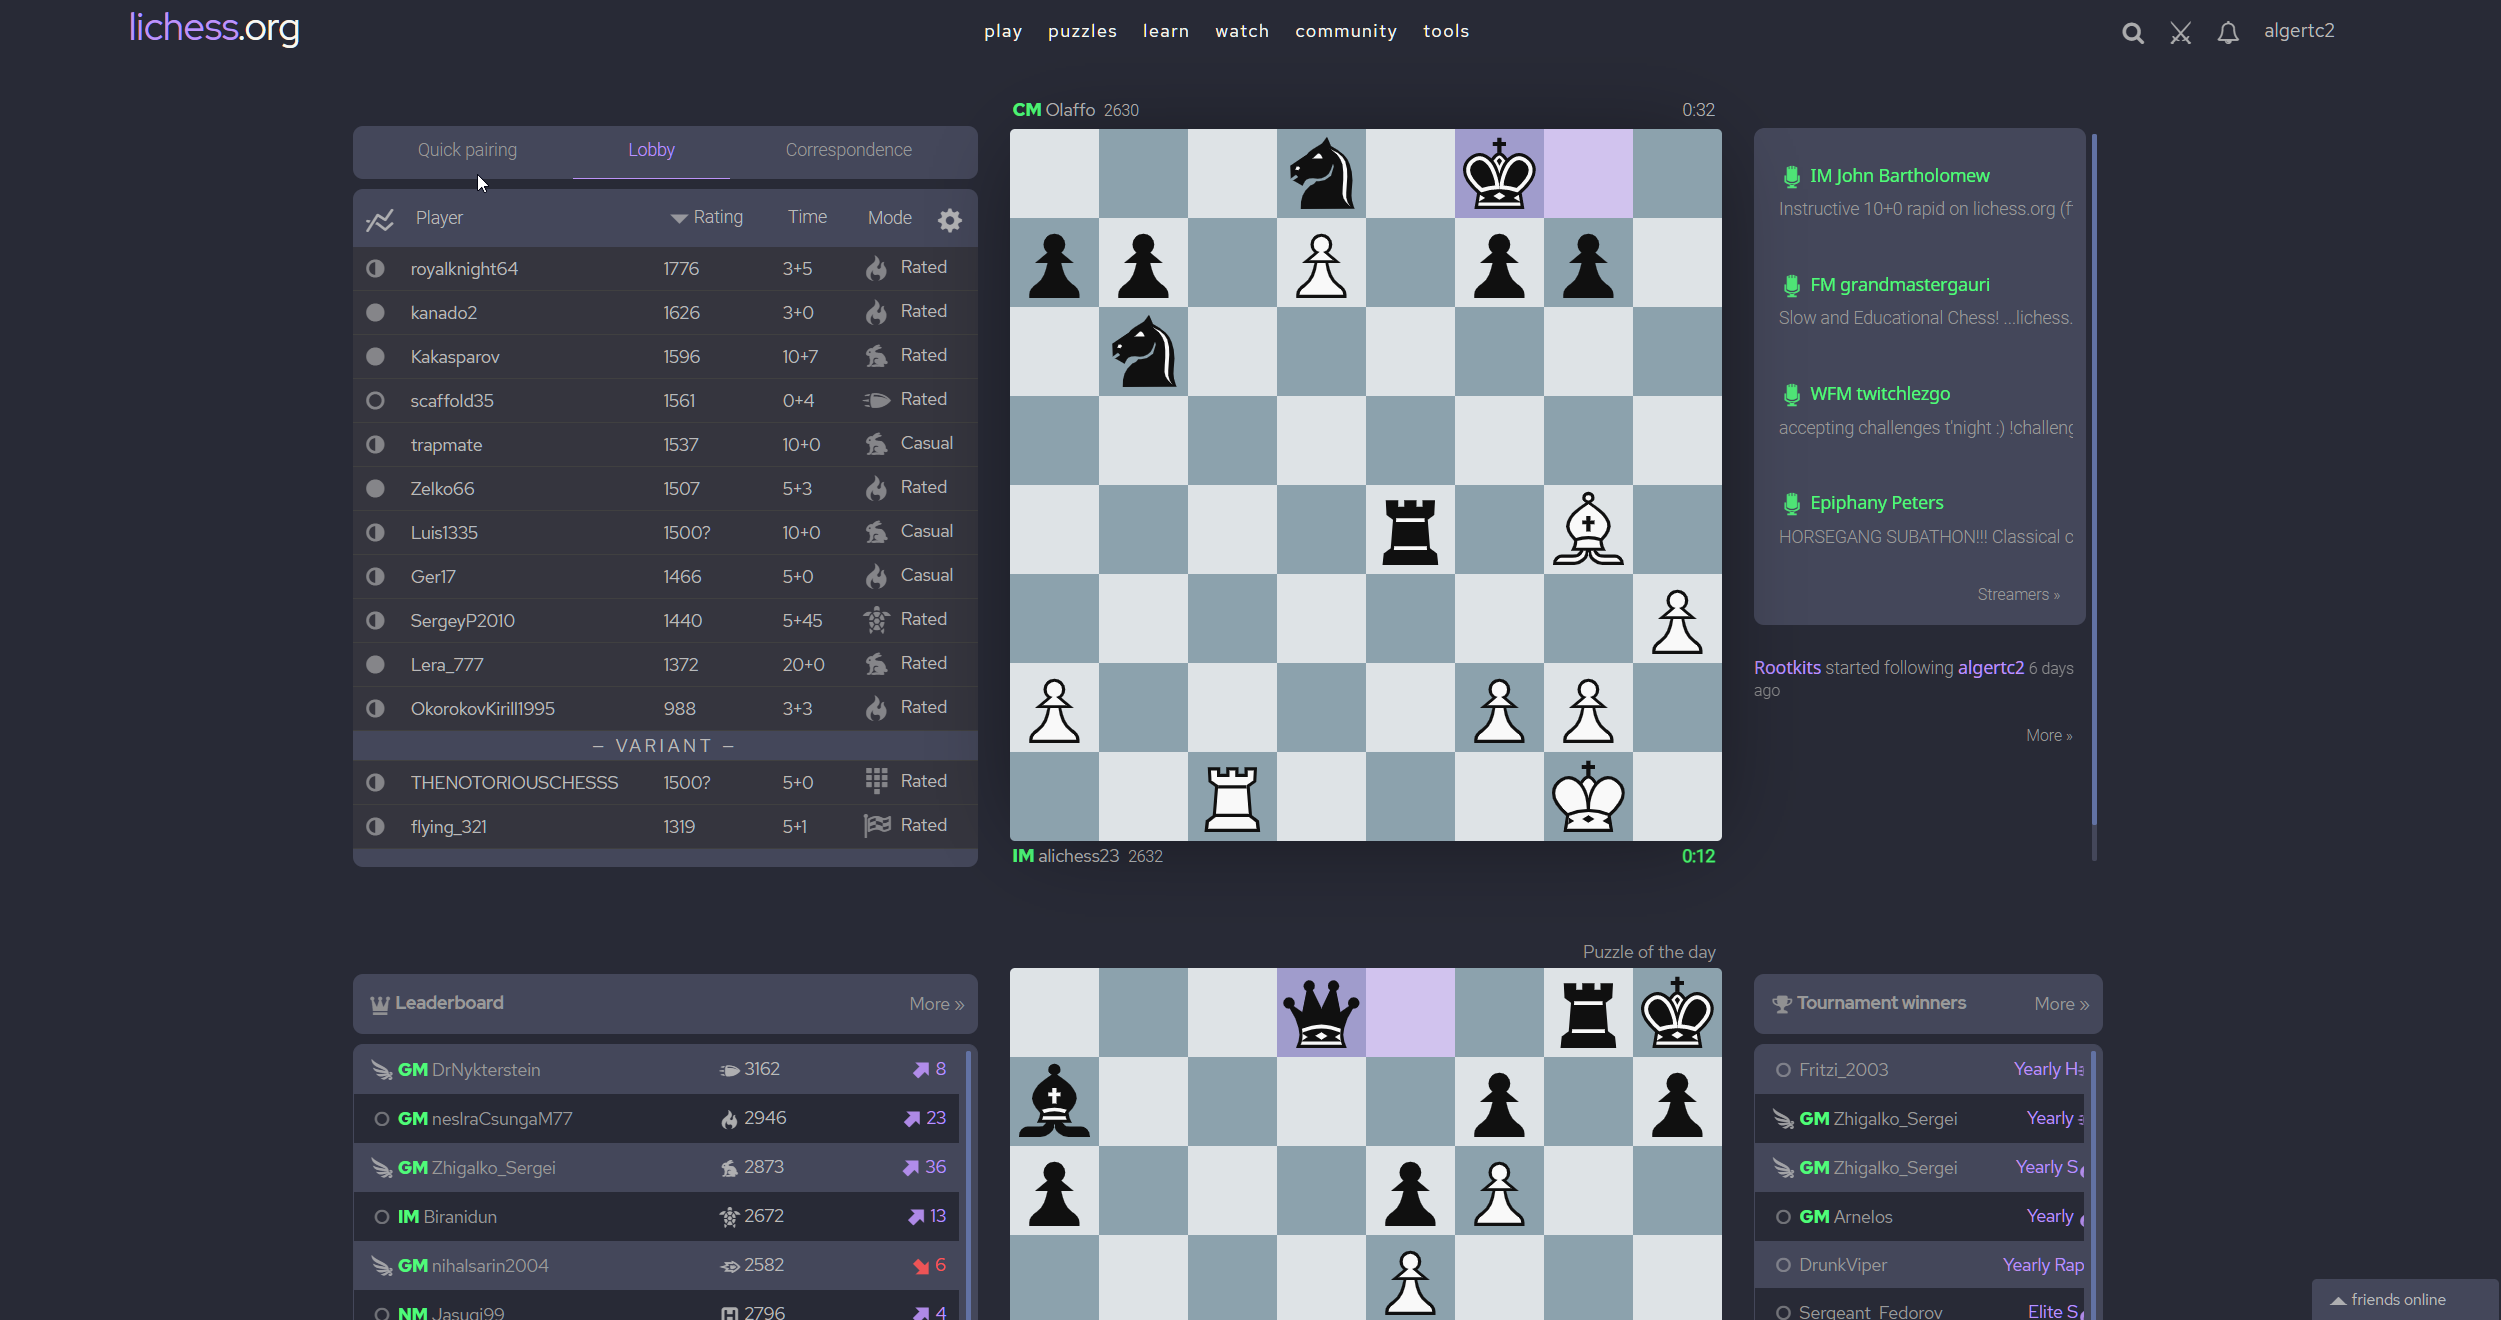 lichess.org
play puzzles learn watch community tools
algertc2
Quick pairing Lobby Correspondence
Player Rating Time Mode
royalknight64 1776 3+5 Rated
kanado2 1626 3+0 Rated
Kakasparov 1596 10+7 Rated
scaffold35 1561 0+4 Rated
trapmate 1537 10+0 Casual
Zelko66 1507 5+3 Rated
Luis1335 1500? 10+0 Casual
Ger17 1466 5+0 Casual
SergeyP2010 1440 5+45 Rated
Lera_777 1372 20+0 Rated
OkorokovKirill1995 988 3+3 Rated
– VARIANT –
THENOTORIOUSCHESSS 1500? 5+0 Rated
flying_321 1319 5+1 Rated
CM Olaffo 2630 0:32
IM alichess23 2632 0:12
IM John Bartholomew
Instructive 10+0 rapid on lichess.org (f
FM grandmastergauri
Slow and Educational Chess! ...lichess.
WFM twitchlezgo
accepting challenges t'night :) !challeng
Epiphany Peters
HORSEGANG SUBATHON!!! Classical c
Streamers »
Rootkits started following algertc2 6 days
ago
More »
Leaderboard More »
GM DrNykterstein 3162 8
GM neslraCsungaM77 2946 23
GM Zhigalko_Sergei 2873 36
IM Biranidun 2672 13
GM nihalsarin2004 2582 6
NM Jasugi99 2796 4
Puzzle of the day
Tournament winners More »
Fritzi_2003 Yearly H
GM Zhigalko_Sergei Yearly
GM Zhigalko_Sergei Yearly S
GM Arnelos Yearly
DrunkViper Yearly Rap
Sergeant_Fedorov Elite S
friends online